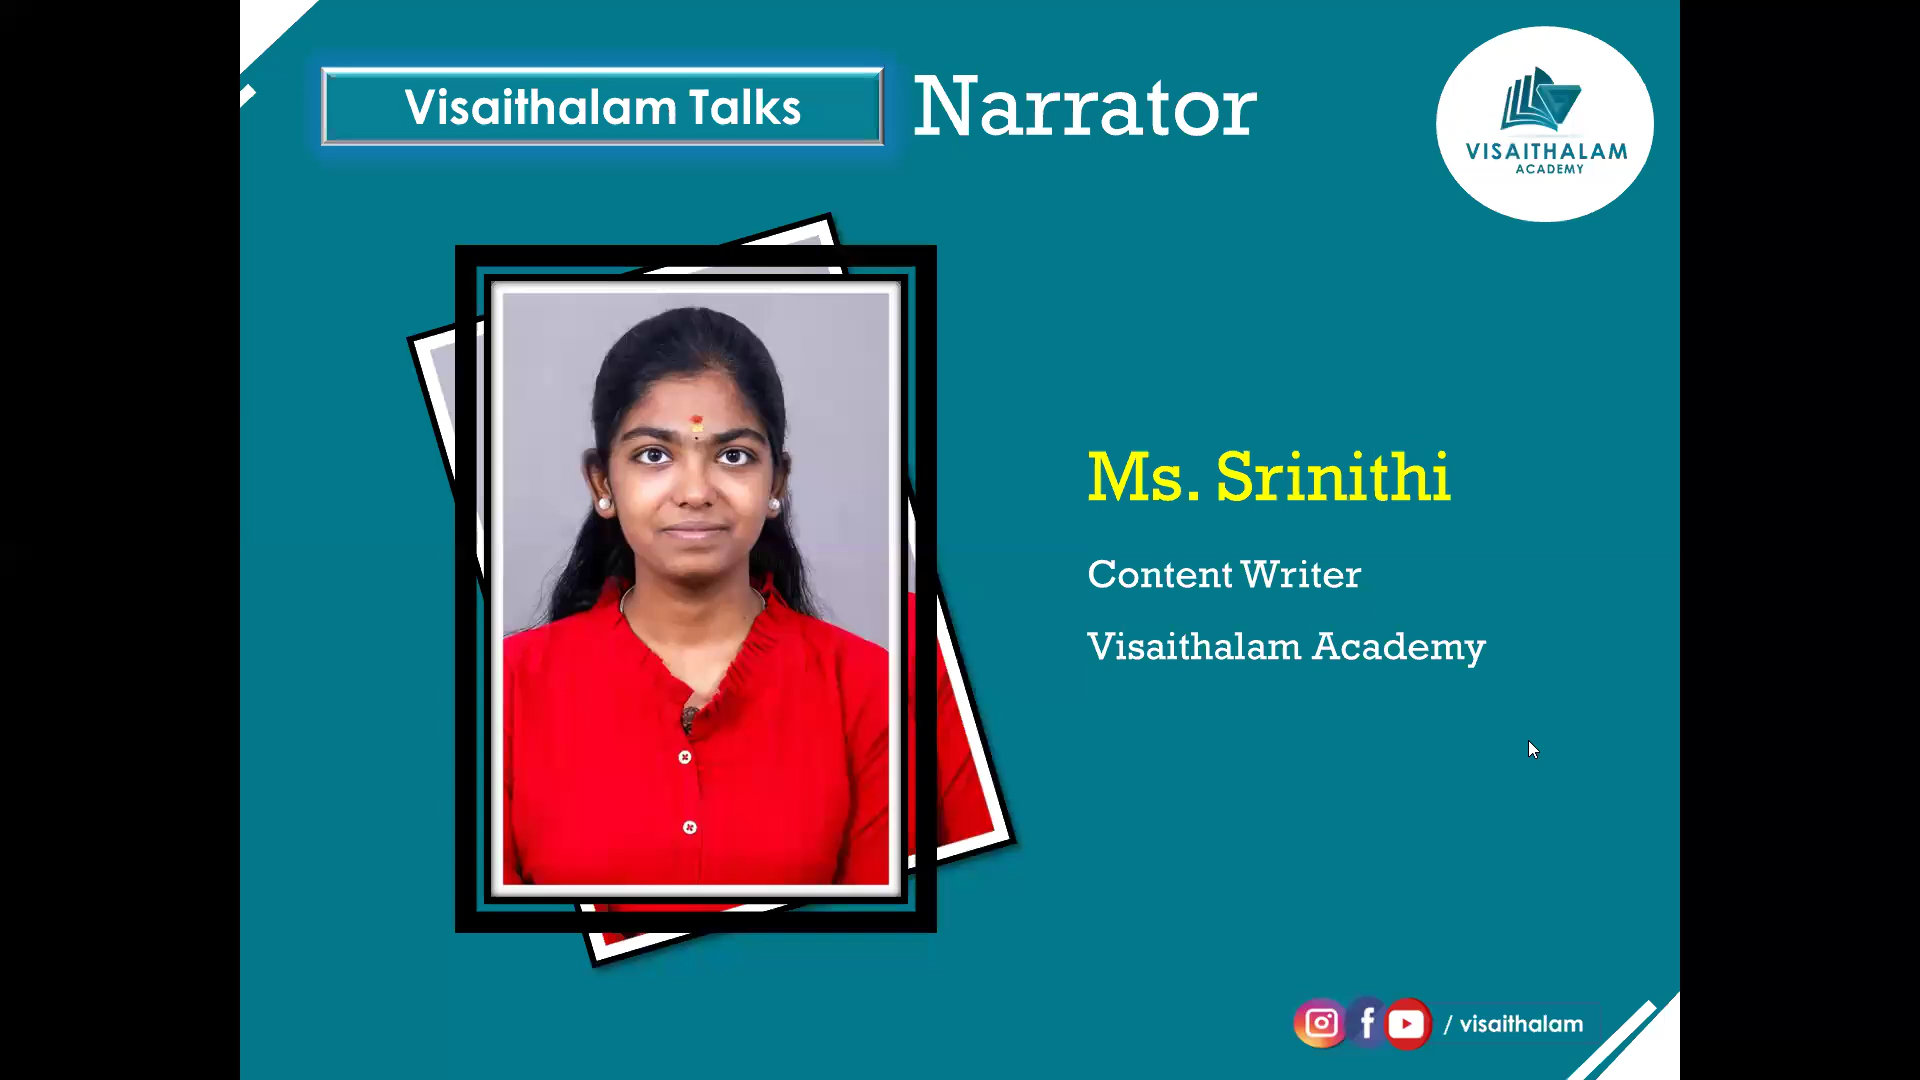 Visaithalam Talks Narrator
VISAITHALAM
ACADEMY
Ms. Srinithi
Content Writer
Visaithalam Academy
/ visaithalam